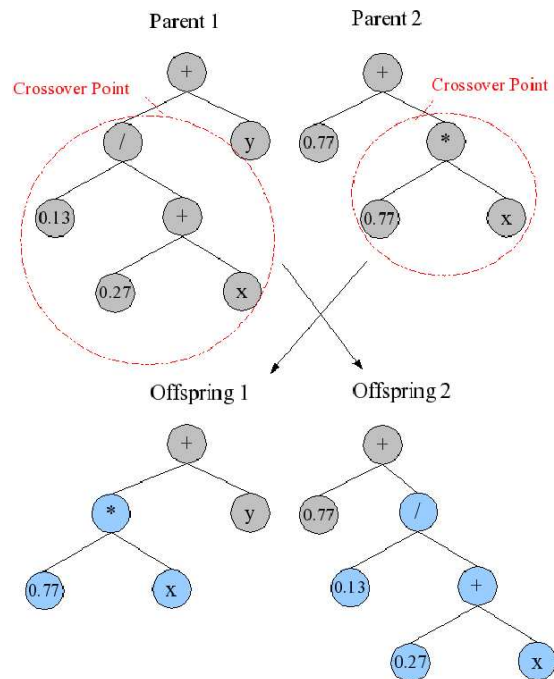 Parent 1 Parent 2
+ +
Crossover Point Crossover Point
/ y 0.77 *
0.13 + 0.77 x
0.27 x
Offspring 1 Offspring 2
+ +
* y 0.77 /
0.77 x 0.13 +
0.27 x